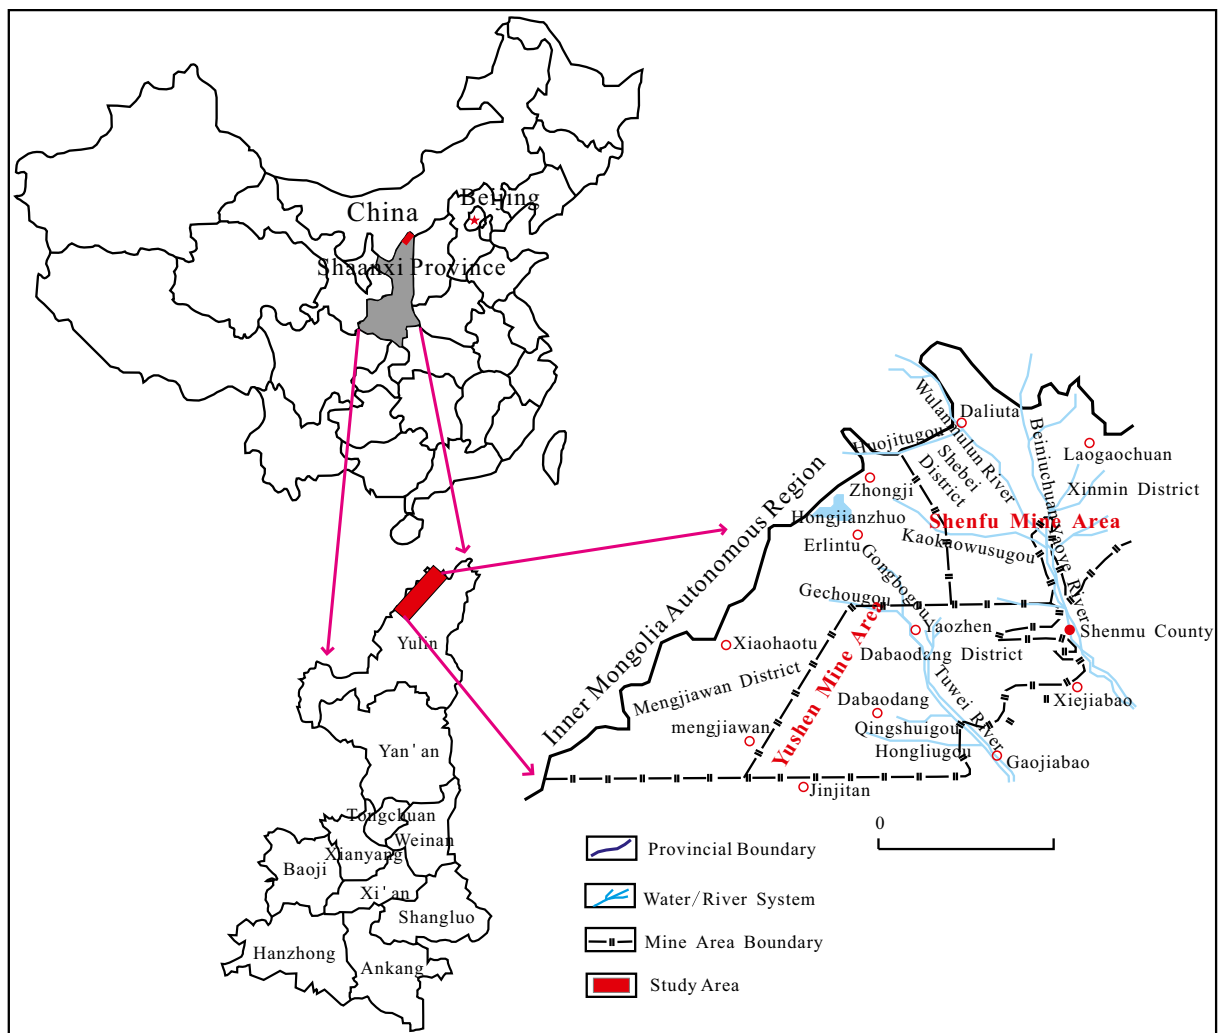 Beijing
China
Shaanxi Province
Daliuta
Wulanmulun River
Huojitugou
Beiniuchuan
Laogaochuan
Shebei
District
Zhongji
Xinmin District
Hongjianzhuo
Shenfu Mine Area
Erlintu
Kaokaowusugou
Yaoye River
Inner Mongolia Autonomous Region
Gongbogou
Gechougou
Yaozhen
Shenmu County
Xiaohaotu
Dabaodang District
Mengjiawan District
Yushen Mine Area
Tuwei River
Xiejiabao
Dabaodang
mengjiawan
Qingshuigou
Hongliugou
Gaojiabao
Jinjitan
Yulin
Yan'an
Tongchuan
Weinan
Xianyang
Baoji
Xi'an
Shangluo
Hanzhong
Ankang
0
Provincial Boundary
Water/River System
Mine Area Boundary
Study Area